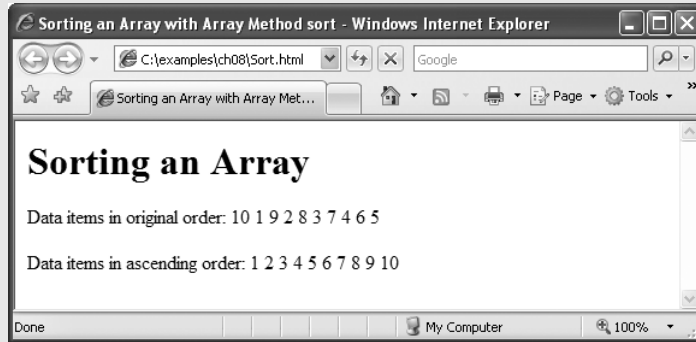 Sorting an Array with Array Method sort - Windows Internet Explorer
C:\examples\ch08\Sort.html
Google
Sorting an Array with Array Met...
Page
Tools
»
Sorting an Array
Data items in original order: 10 1 9 2 8 3 7 4 6 5
Data items in ascending order: 1 2 3 4 5 6 7 8 9 10
Done
My Computer
100%